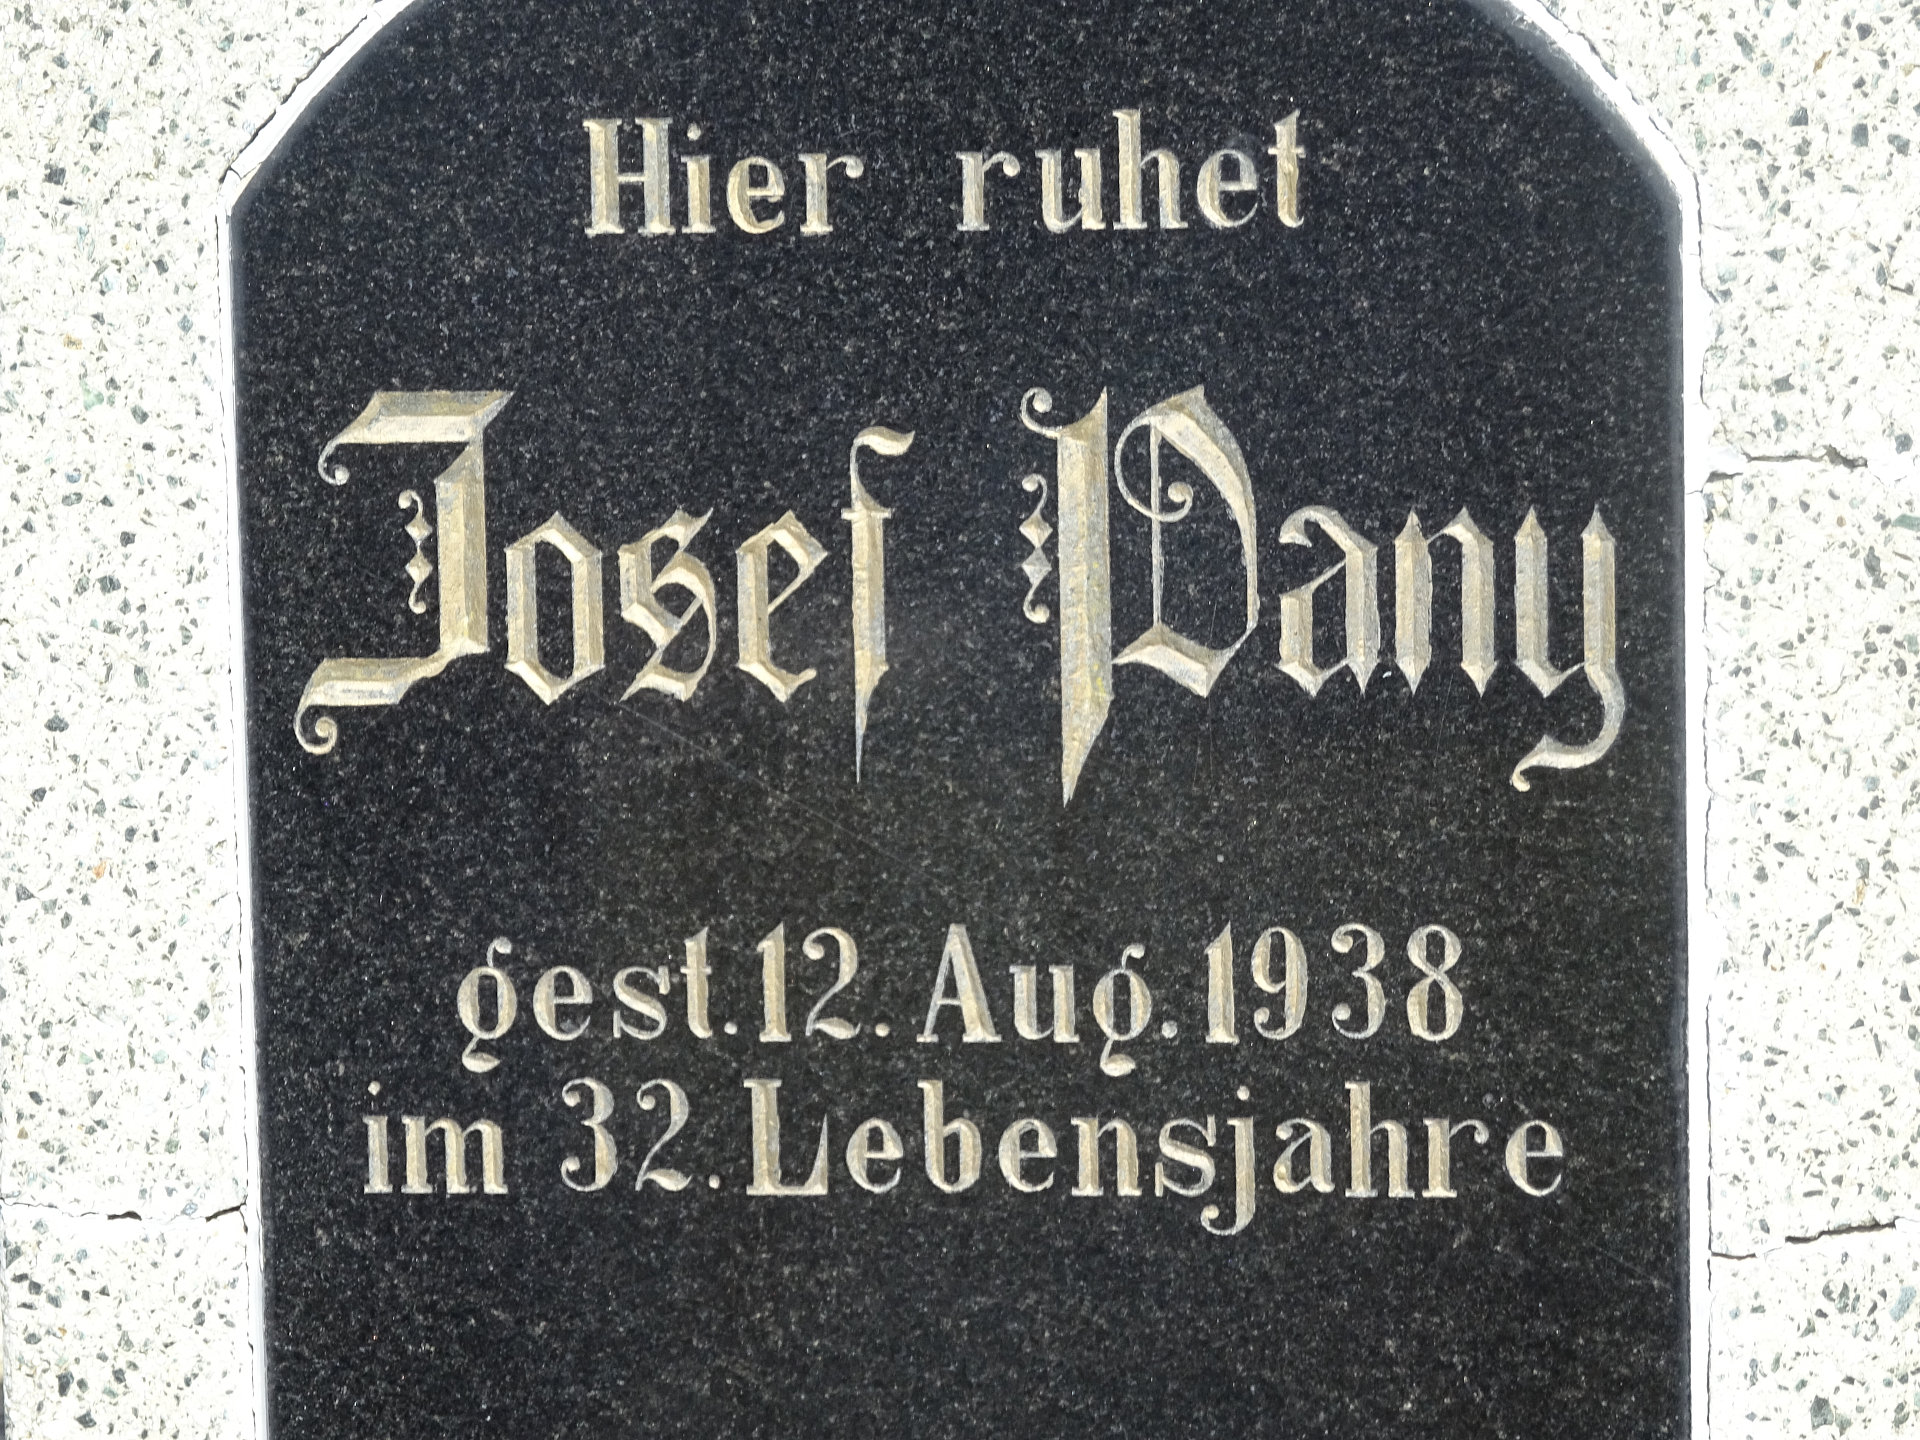 Hier ruhet
Josef Pany
gest. 12. Aug. 1938
im 32. Lebensjahre